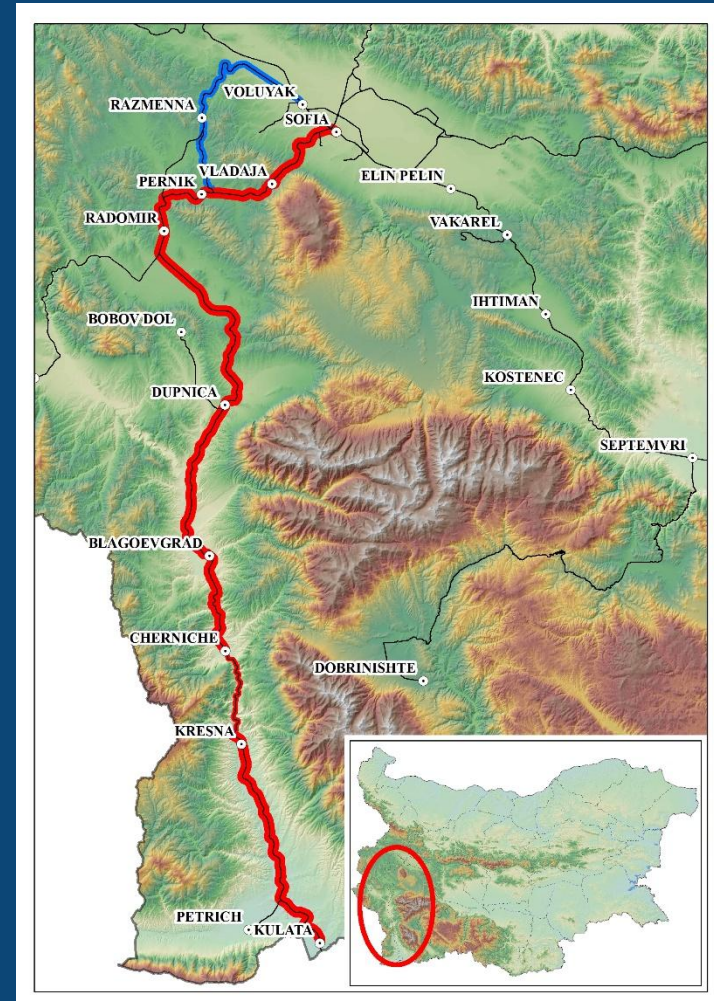 VOLUYAK
RAZMENNA
SOFIA
VLADAJA
ELIN PELIN
PERNIK
VAKAREL
RADOMIR
IHTIMAN
BOBOV DOL
KOSTENEC
DUPNICA
SEPTEMVRI
BLAGOEVGRAD
CHERNICHE
DOBRINISHTE
KRESNA
PETRICH
KULATA